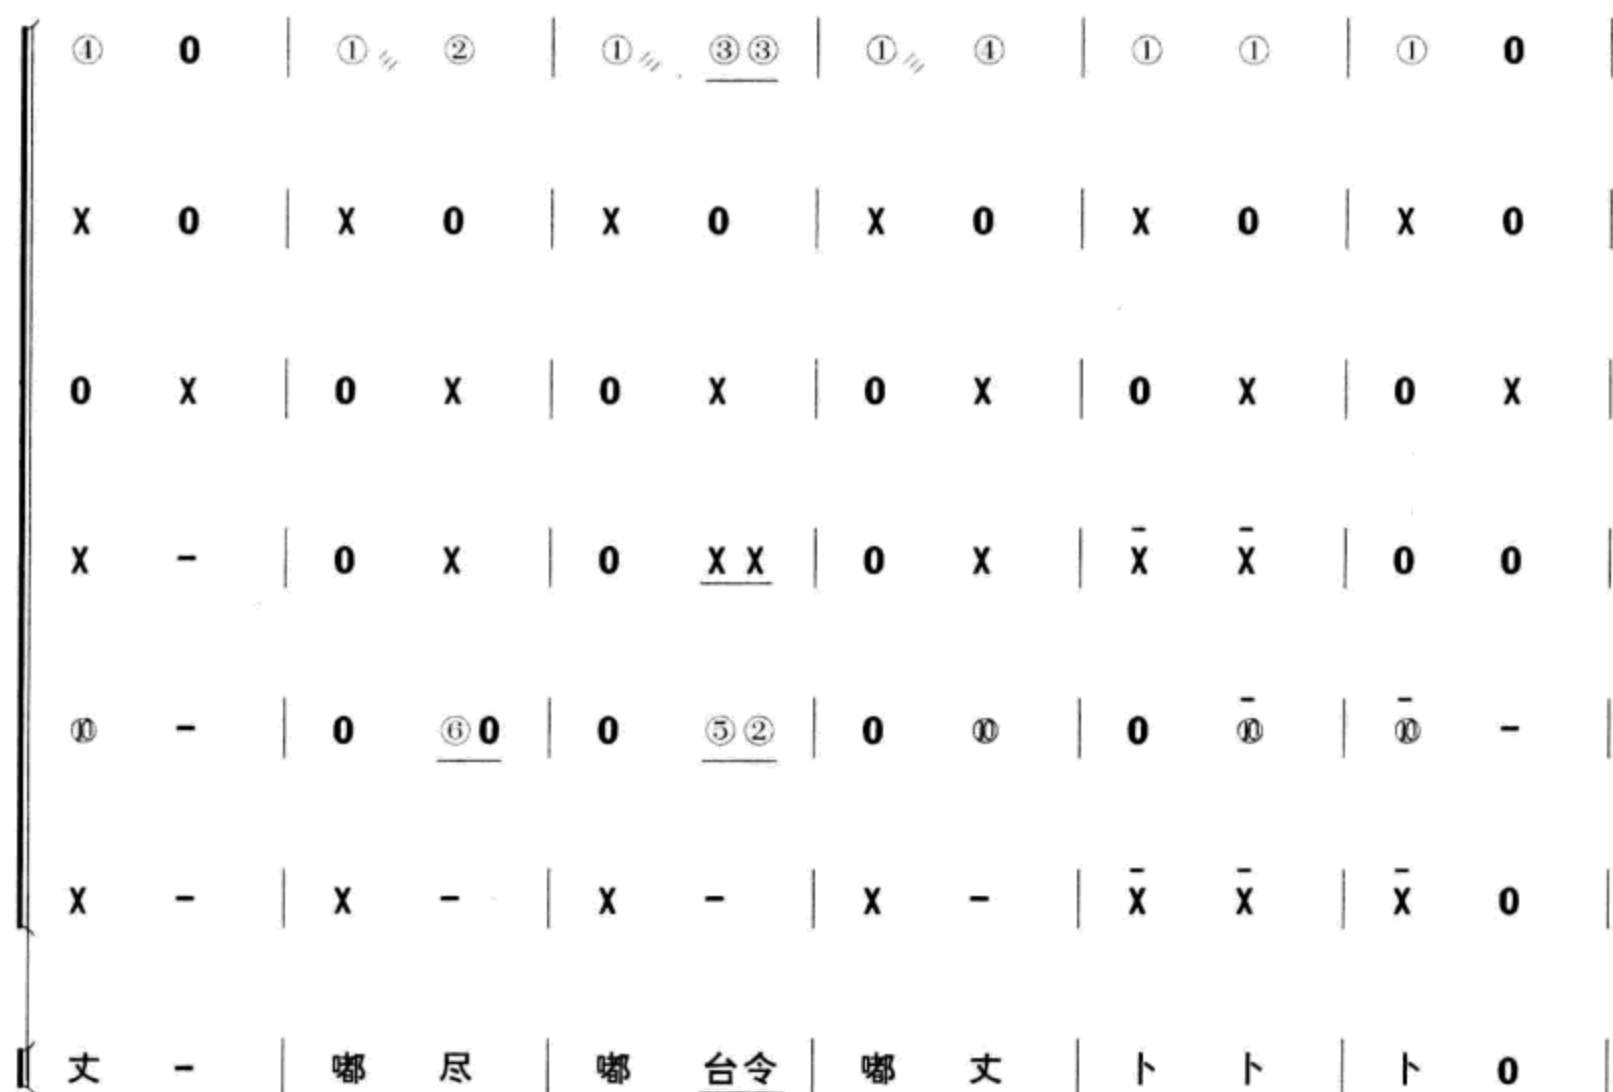 ④ 0 | ① ② | ① ③③ | ① ④ | ① ① | ① 0 |
X 0 | X 0 | X 0 | X 0 | X 0 | X 0 |
0 X | 0 X | 0 X | 0 X | 0 X | 0 X |
X - | 0 X | 0 X X | 0 X | X̄ X̄ | 0 0 |
⑩ - | 0 ⑥0 | 0 ⑤② | 0 ⑩ | 0 ⑩̄ | ⑩̄ - |
X - | X - | X - | X - | X̄ X̄ | X̄ 0 |
丈 - | 嘟 尽 | 嘟 台令 | 嘟 丈 | 卜 卜 | 卜 0 |